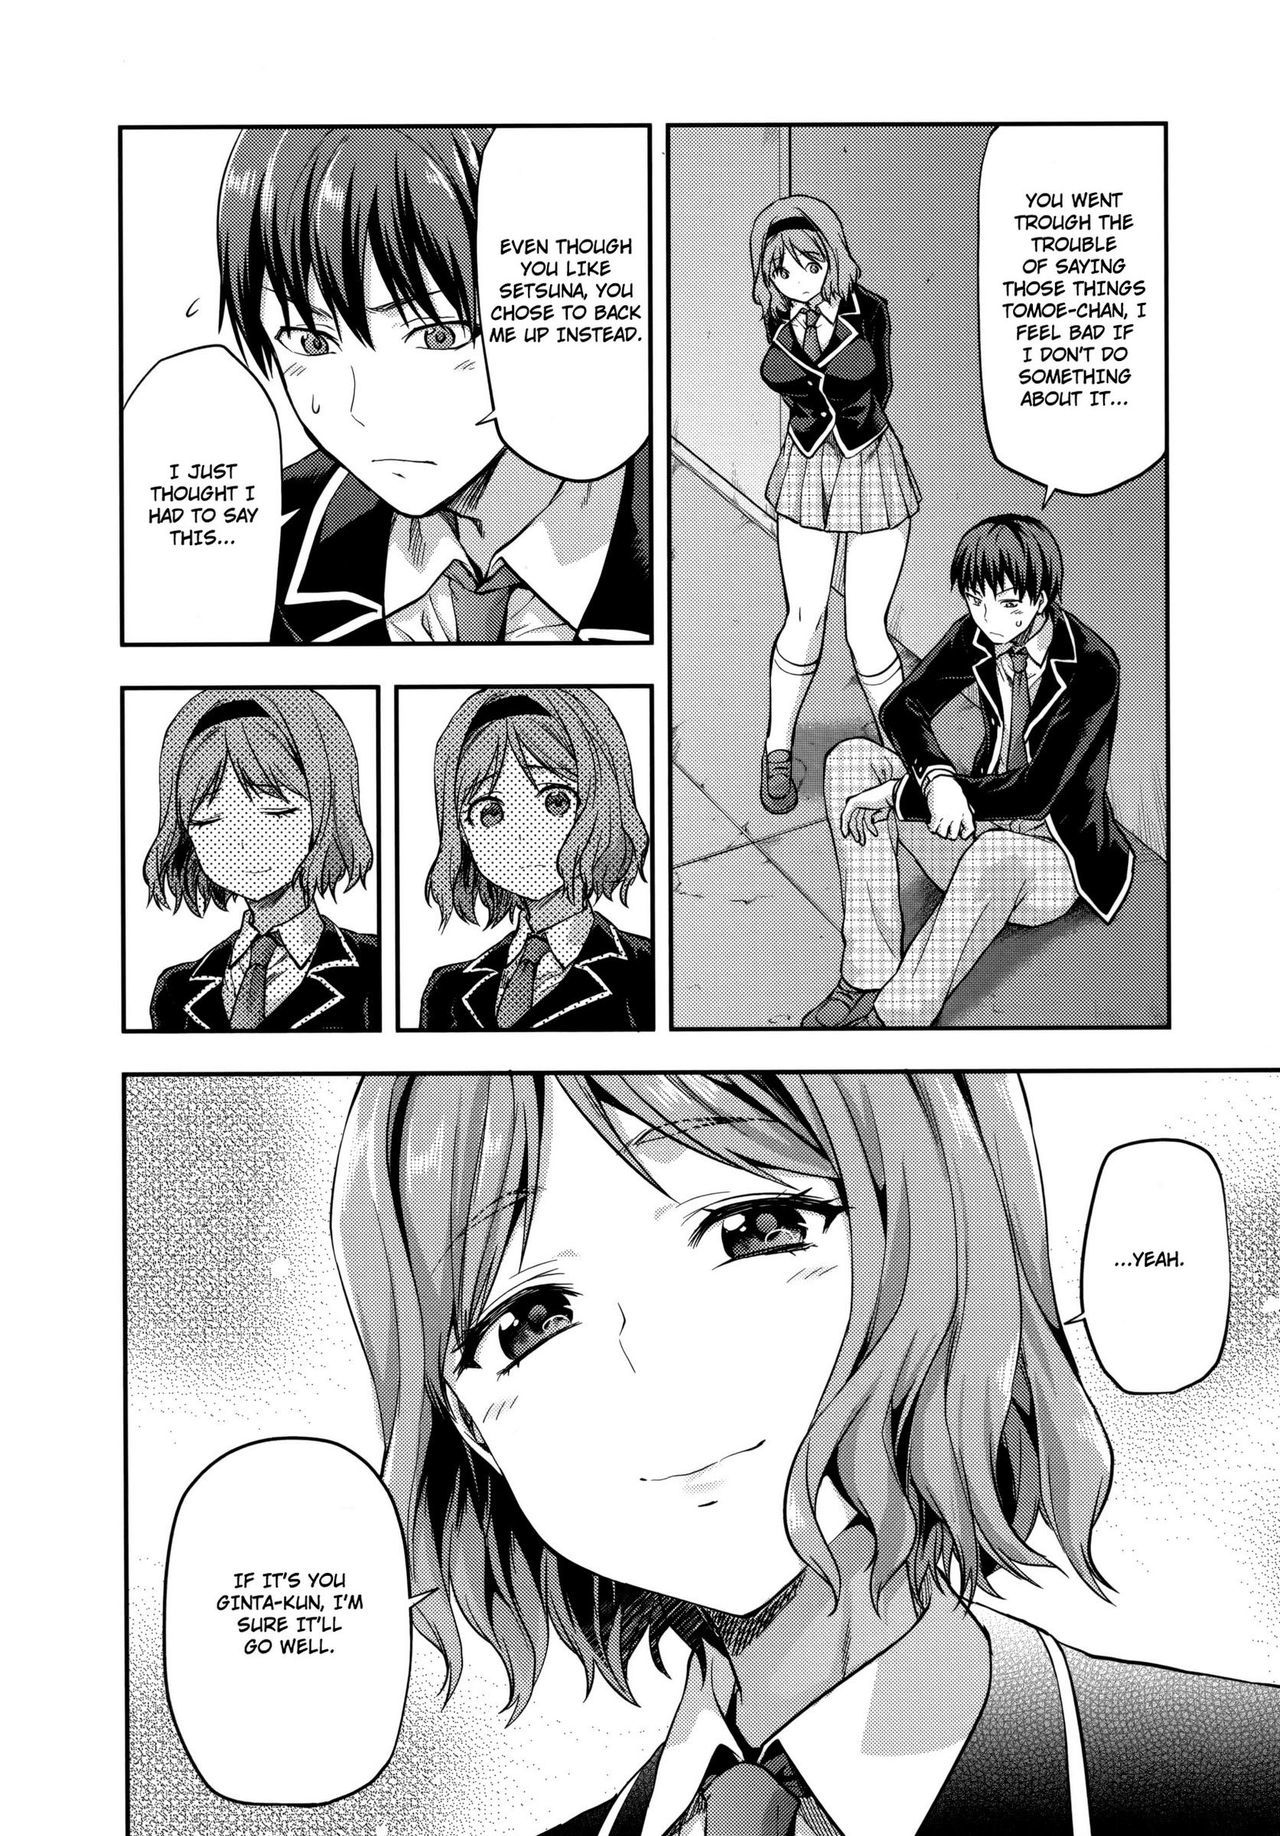 YOU WENT
TROUGH THE
TROUBLE
OF SAYING
THOSE THINGS
TOMOE-CHAN, I
FEEL BAD IF
I DON'T DO
SOMETHING
ABOUT IT...
EVEN THOUGH
YOU LIKE
SETSUNA, YOU
CHOSE TO BACK
ME UP INSTEAD.
I JUST
THOUGHT I
HAD TO SAY
THIS...
...YEAH.
IF IT'S YOU
GINTA-KUN, I'M
SURE IT'LL
GO WELL.